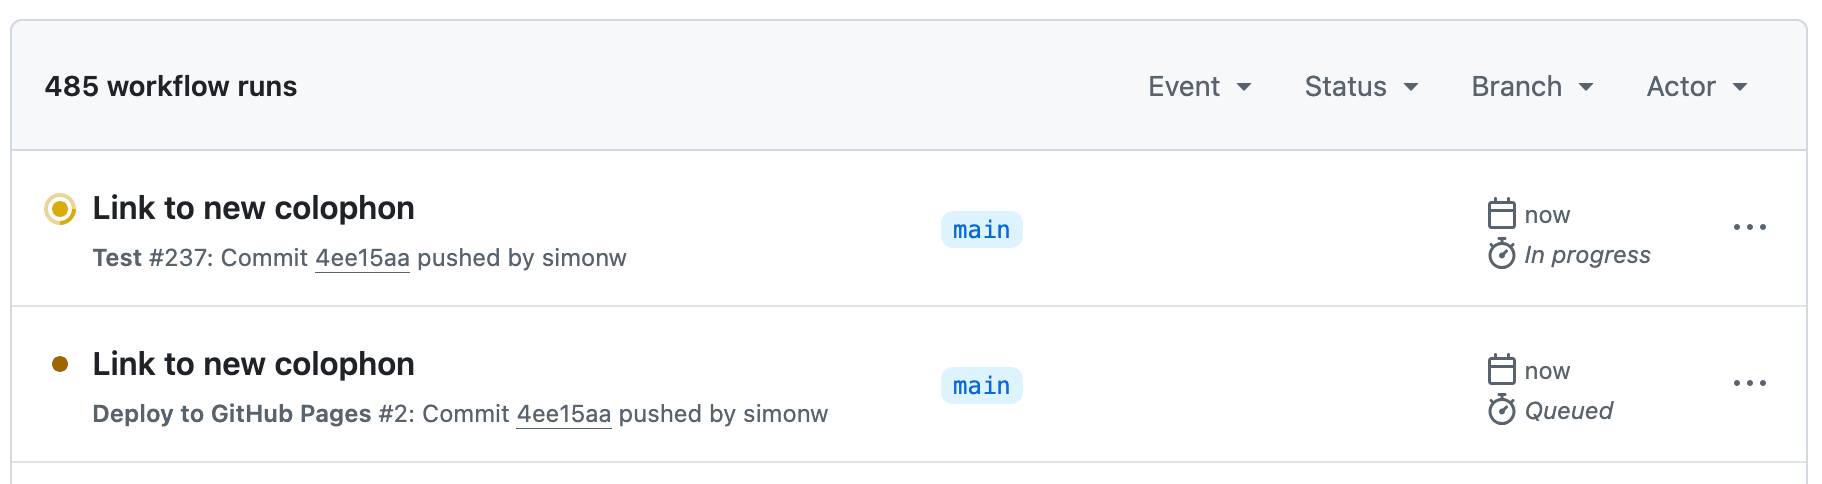 485 workflow runs Event Status Branch Actor
Link to new colophon
Test #237: Commit 4ee15aa pushed by simonw
main
now
In progress
Link to new colophon
Deploy to GitHub Pages #2: Commit 4ee15aa pushed by simonw
main
now
Queued